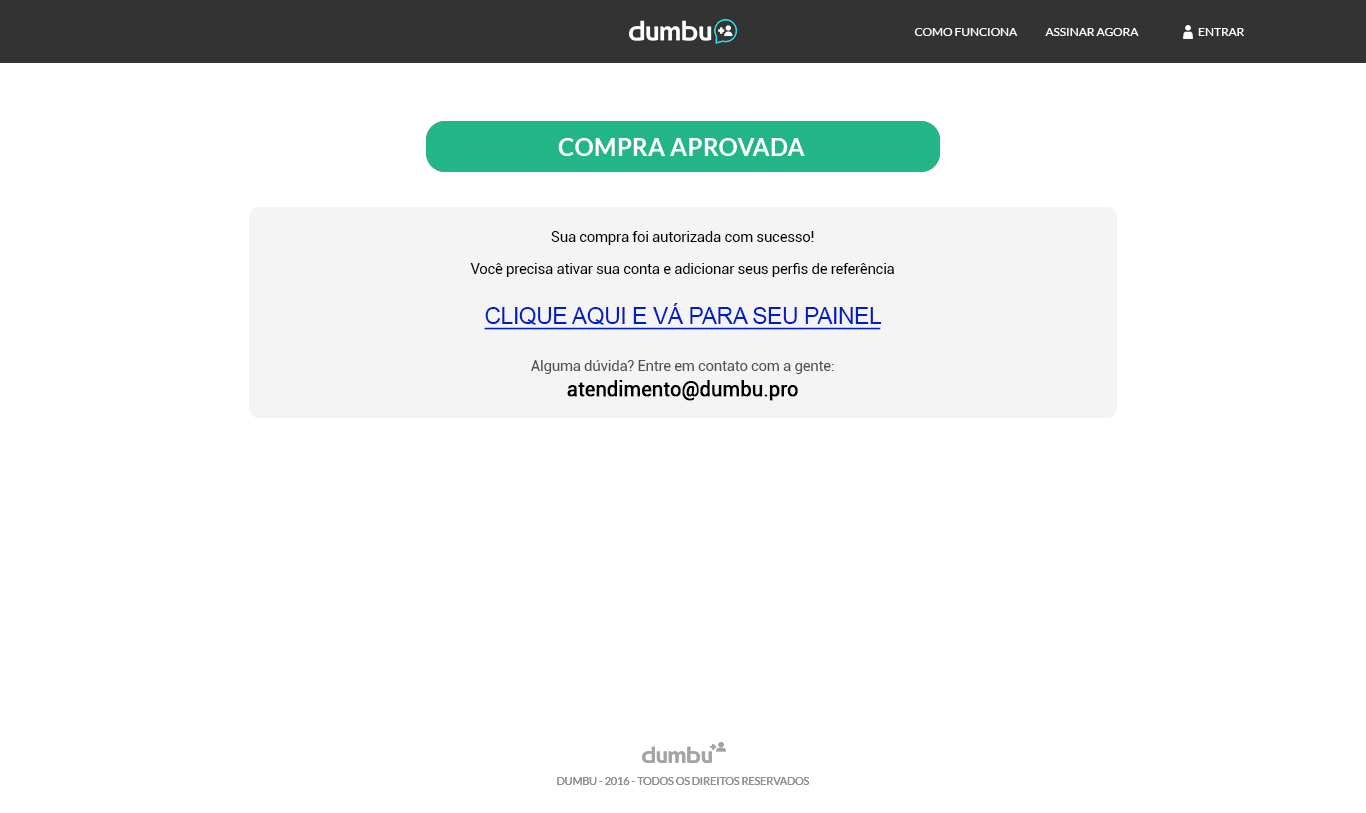 dumbu
COMO FUNCIONA
ASSINAR AGORA
ENTRAR
COMPRA APROVADA
Sua compra foi autorizada com sucesso!
Você precisa ativar sua conta e adicionar seus perfis de referência
CLIQUE AQUI E VÁ PARA SEU PAINEL
Alguma dúvida? Entre em contato com a gente:
atendimento@dumbu.pro
dumbu
DUMBU - 2016 - TODOS OS DIREITOS RESERVADOS